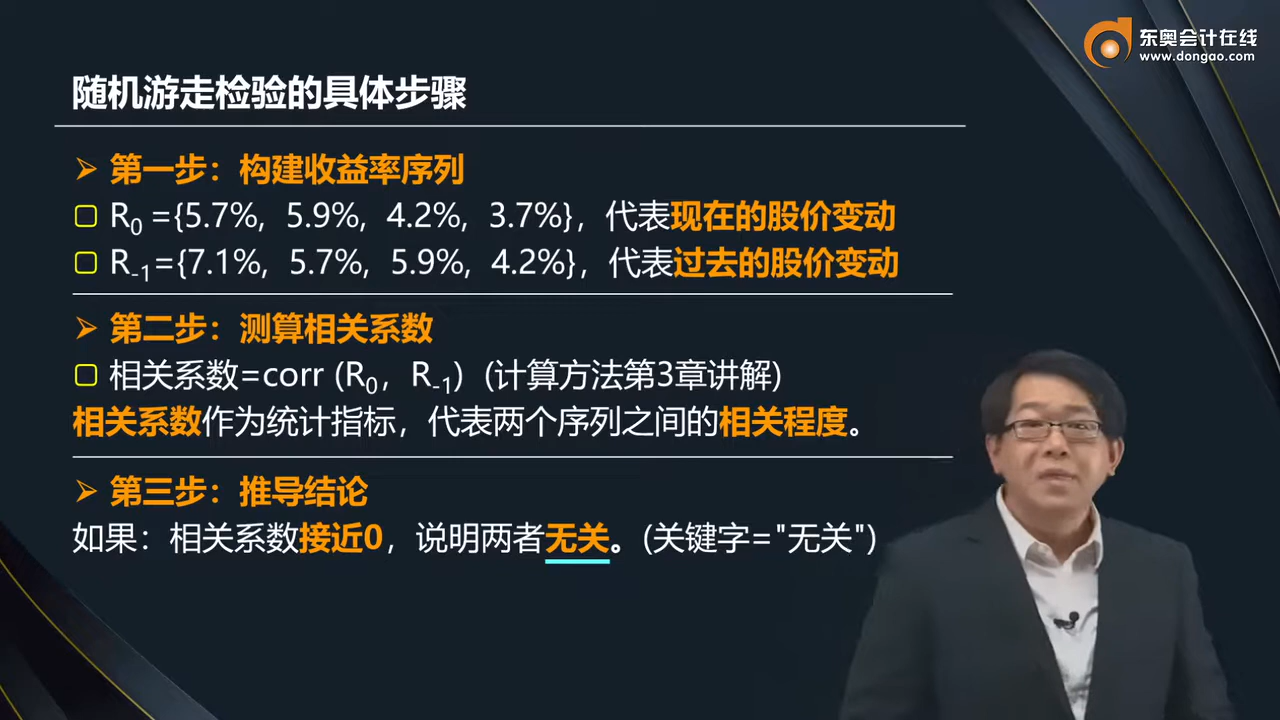 东奥会计在线
www.dongao.com
随机游走检验的具体步骤
第一步：构建收益率序列
R0 ={5.7%, 5.9%, 4.2%, 3.7%}，代表现在的股价变动
R-1={7.1%, 5.7%, 5.9%, 4.2%}，代表过去的股价变动
第二步：测算相关系数
相关系数=corr (R0，R-1）(计算方法第3章讲解)
相关系数作为统计指标，代表两个序列之间的相关程度。
第三步：推导结论
如果：相关系数接近0，说明两者无关。(关键字="无关")